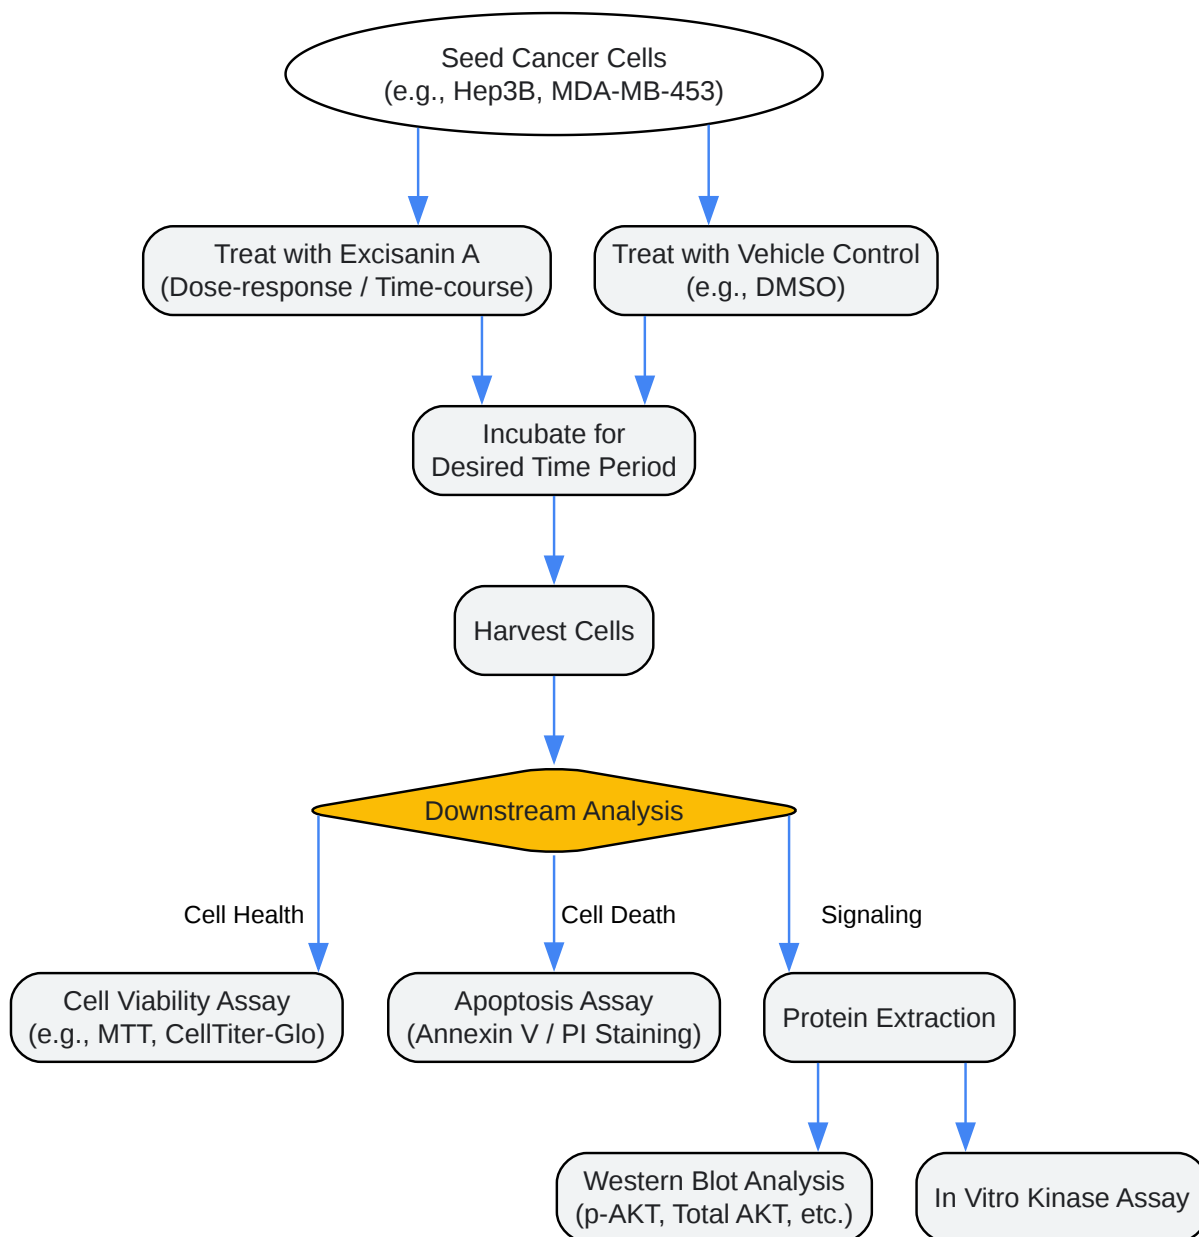 Seed Cancer Cells
(e.g., Hep3B, MDA-MB-453)
Treat with Excisanin A
(Dose-response / Time-course)
Treat with Vehicle Control
(e.g., DMSO)
Incubate for
Desired Time Period
Harvest Cells
Downstream Analysis
Cell Health
Cell Death
Signaling
Cell Viability Assay
(e.g., MTT, CellTiter-Glo)
Apoptosis Assay
(Annexin V / PI Staining)
Protein Extraction
Western Blot Analysis
(p-AKT, Total AKT, etc.)
In Vitro Kinase Assay